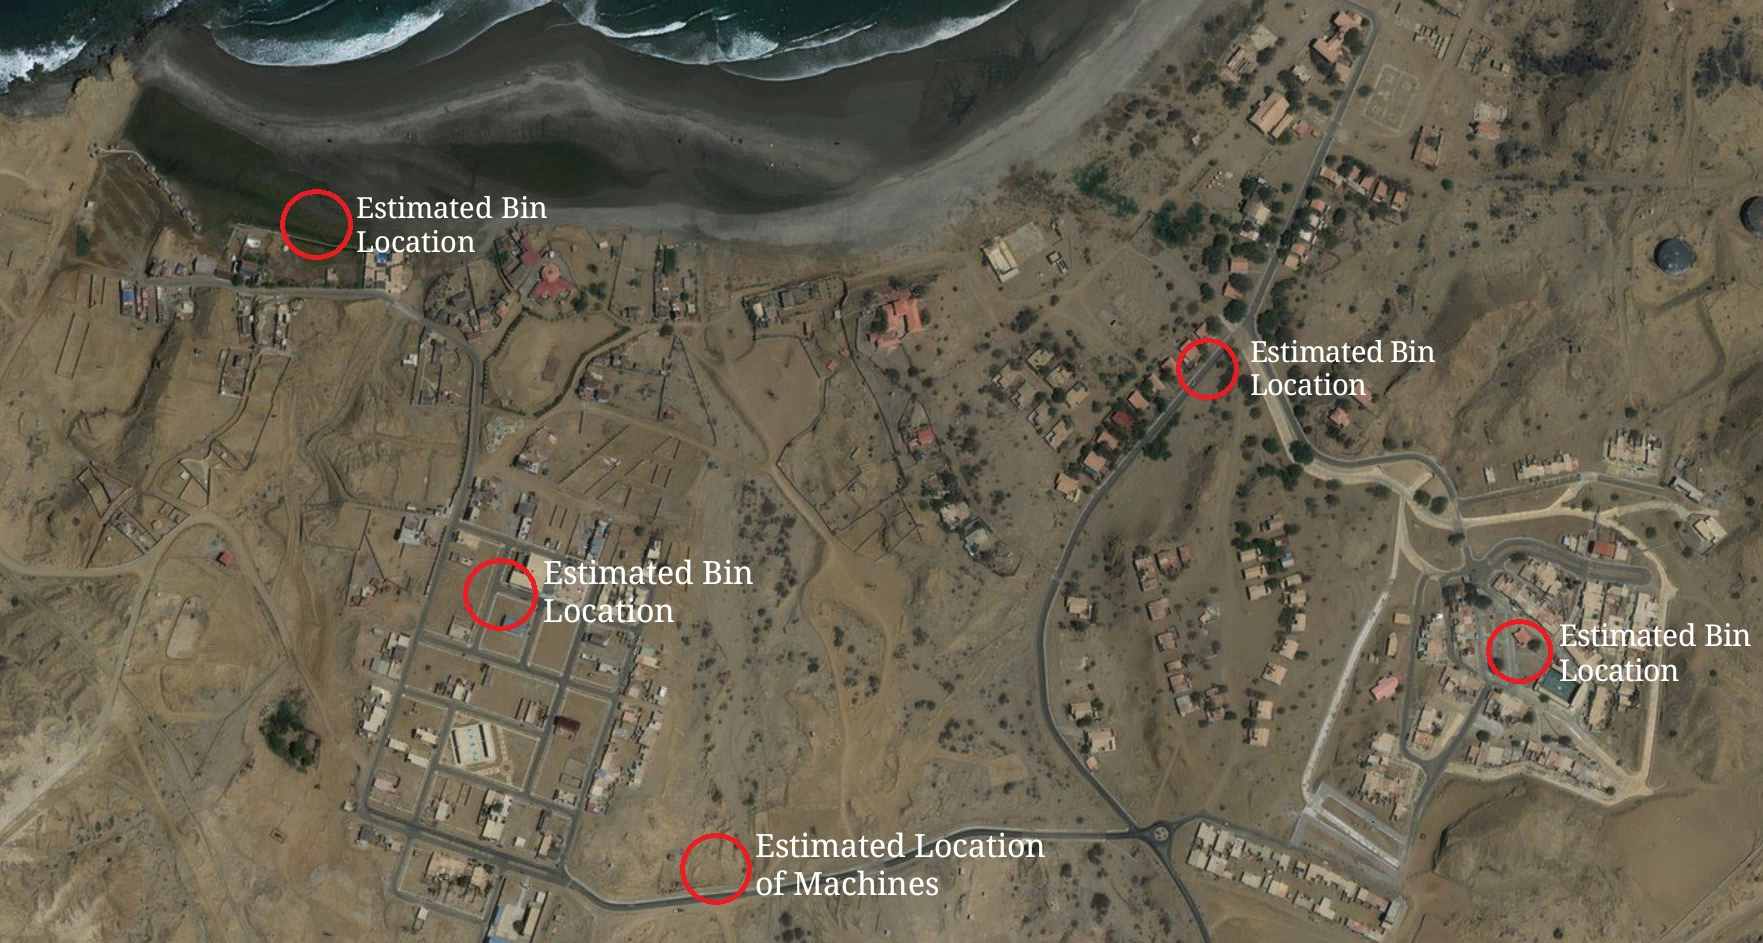 Estimated Bin
Location
Estimated Bin
Location
Estimated Bin
Location
Estimated Bin
Location
Estimated Location
of Machines